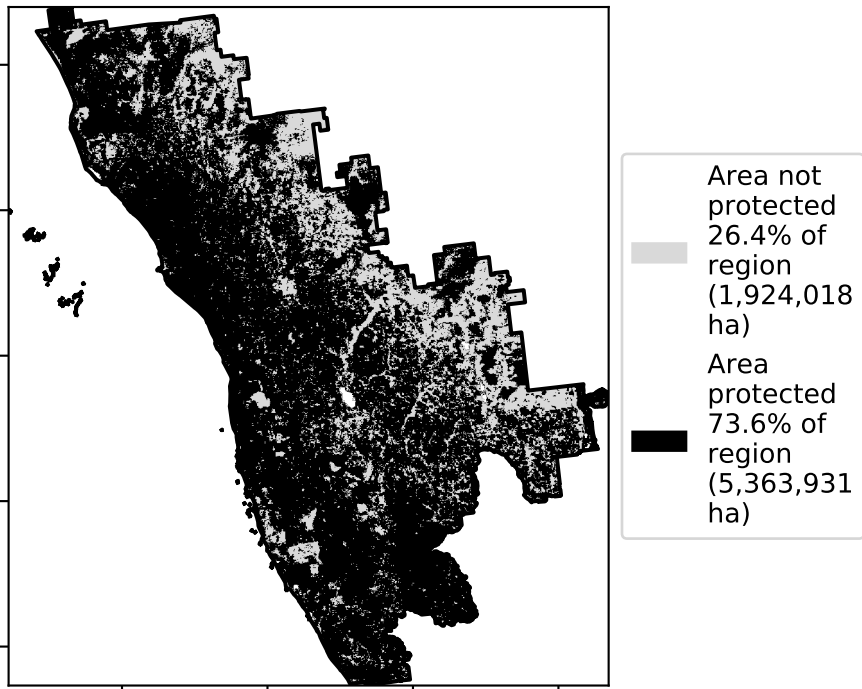 Area not
protected
26.4% of
region
(1,924,018
ha)
Area
protected
73.6% of
region
(5,363,931
ha)